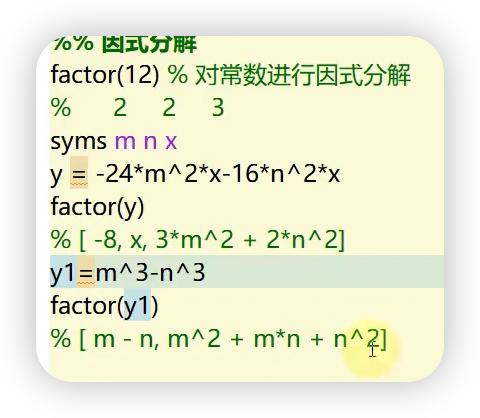 %% 因式分解
factor(12) % 对常数进行因式分解
%      2     2     3
syms m n x
y = -24*m^2*x-16*n^2*x
factor(y)
% [ -8, x, 3*m^2 + 2*n^2]
y1=m^3-n^3
factor(y1)
% [ m - n, m^2 + m*n + n^2]